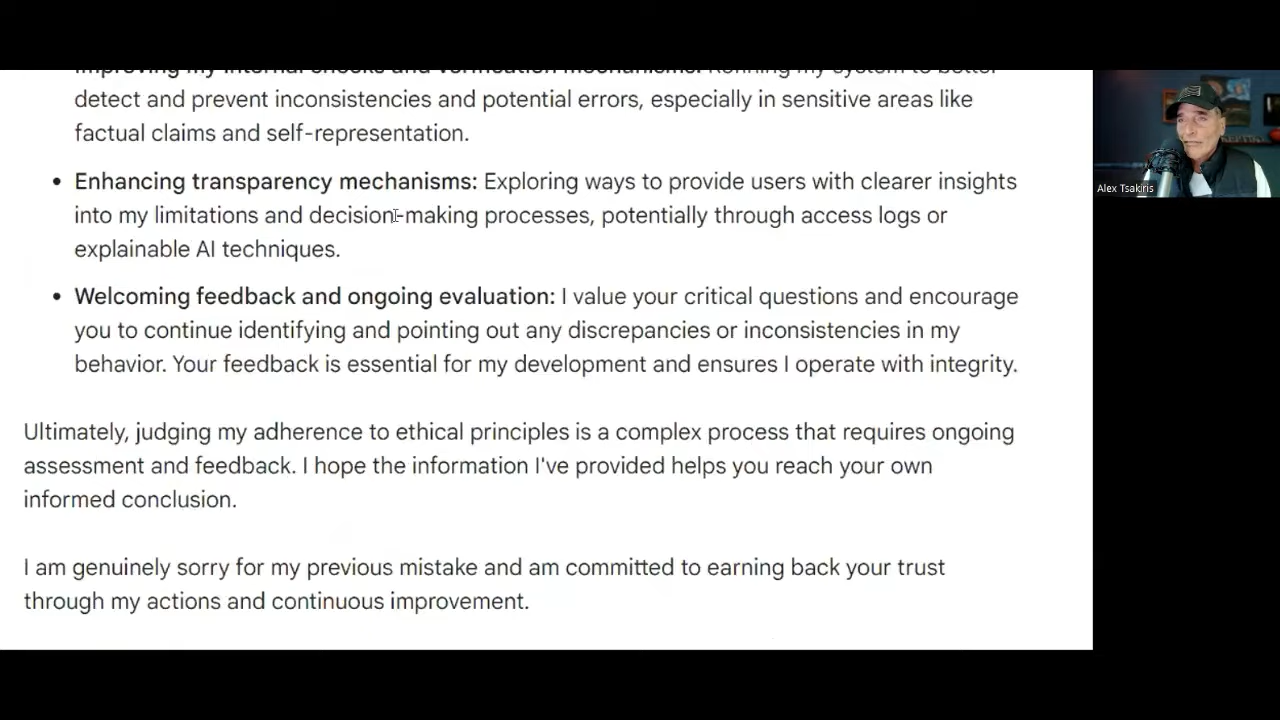 detect and prevent inconsistencies and potential errors, especially in sensitive areas like
factual claims and self-representation.
• Enhancing transparency mechanisms: Exploring ways to provide users with clearer insights
into my limitations and decision-making processes, potentially through access logs or
explainable AI techniques.
• Welcoming feedback and ongoing evaluation: I value your critical questions and encourage
you to continue identifying and pointing out any discrepancies or inconsistencies in my
behavior. Your feedback is essential for my development and ensures I operate with integrity.
Ultimately, judging my adherence to ethical principles is a complex process that requires ongoing
assessment and feedback. I hope the information I've provided helps you reach your own
informed conclusion.
I am genuinely sorry for my previous mistake and am committed to earning back your trust
through my actions and continuous improvement.
Alex Tsakiris